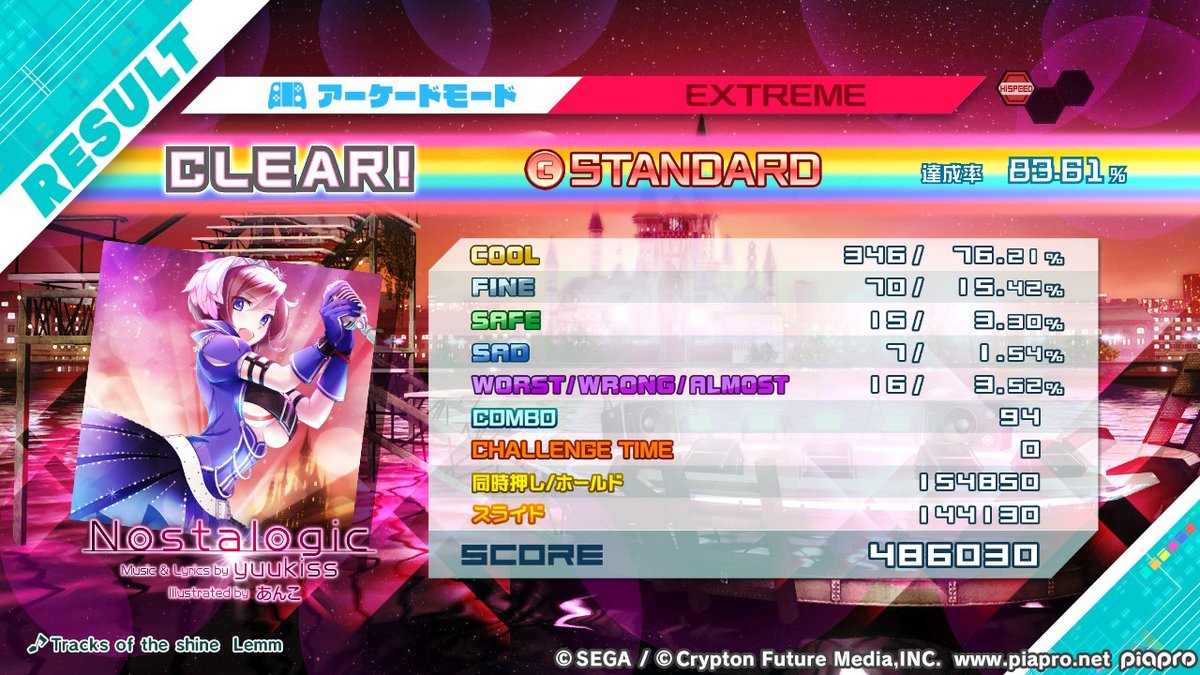 RESULT
アーケードモード EXTREME HISPEED
CLEAR! G STANDARD 達成率 83.61%
COOL 346/ 76.21%
FINE 70/ 15.42%
SAFE 15/ 3.30%
SAD 7/ 1.54%
WORST/WRONG/ALMOST 16/ 3.52%
COMBO 94
CHALLENGE TIME 0
同時押し/ホールド 154850
スライド 144130
SCORE 486030
Nostalogic
Music & Lyrics by yuukiss
Illustrated by あんこ
Tracks of the shine Lemm
© SEGA / © Crypton Future Media,INC. www.piapro.net piapro